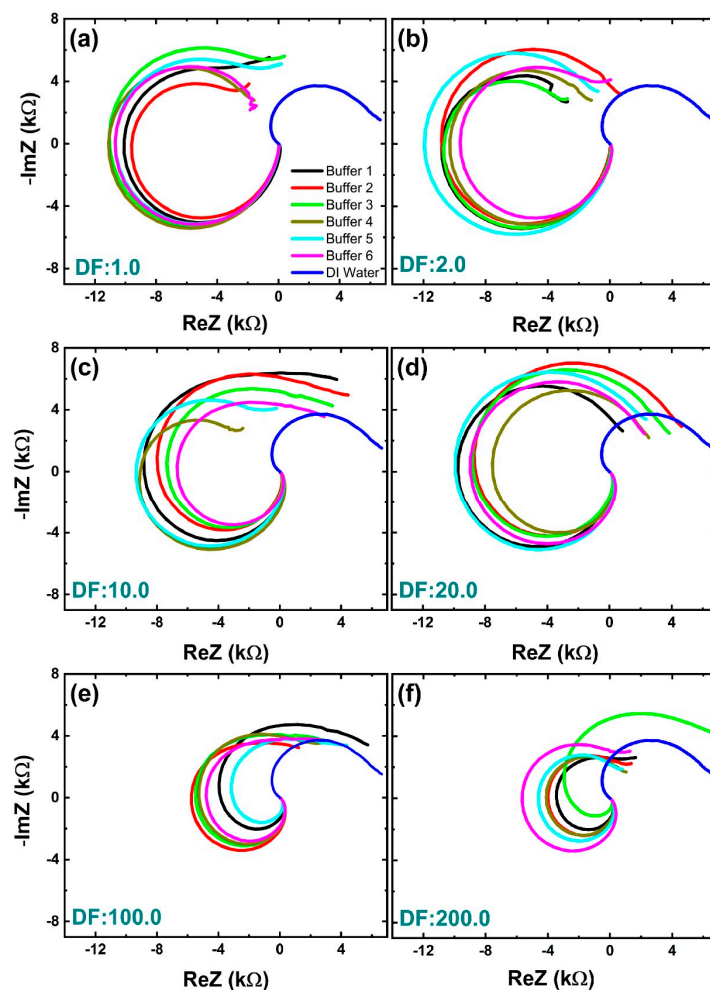 (a)
(b)
8
4
0
-4
-8
-ImZ (kΩ)
Buffer 1
Buffer 2
Buffer 3
Buffer 4
Buffer 5
Buffer 6
DI Water
DF:1.0
DF:2.0
-12 -8 -4 0 4
-12 -8 -4 0 4
ReZ (kΩ)
ReZ (kΩ)
(c)
(d)
8
4
0
-4
-8
-ImZ (kΩ)
DF:10.0
DF:20.0
-12 -8 -4 0 4
-12 -8 -4 0 4
ReZ (kΩ)
ReZ (kΩ)
(e)
(f)
8
4
0
-4
-8
-ImZ (kΩ)
DF:100.0
DF:200.0
-12 -8 -4 0 4
-12 -8 -4 0 4
ReZ (kΩ)
ReZ (kΩ)